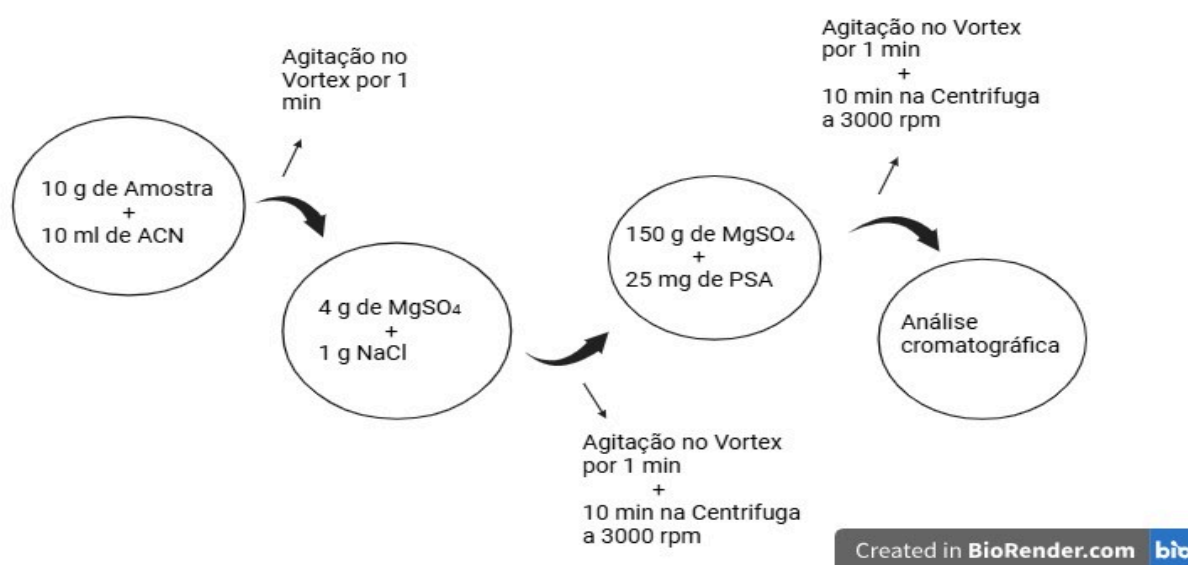 Agitação no
Vortex por 1
min
10 g de Amostra
+
10 ml de ACN
4 g de MgSO₄
+
1 g NaCl
Agitação no Vortex
por 1 min
+
10 min na Centrifuga
a 3000 rpm
150 g de MgSO₄
+
25 mg de PSA
Agitação no Vortex
por 1 min
+
10 min na Centrifuga
a 3000 rpm
Análise
cromatográfica
Created in BioRender.com bio